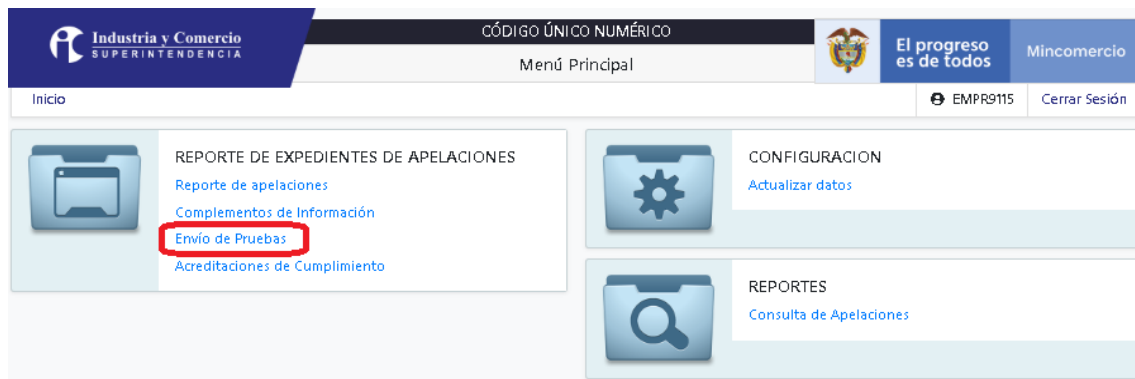 Industria y Comercio
SUPERINTENDENCIA
CÓDIGO ÚNICO NUMÉRICO
Menú Principal
El progreso
es de todos
Mincomercio
Inicio
EMPR9115
Cerrar Sesión
REPORTE DE EXPEDIENTES DE APELACIONES
Reporte de apelaciones
Complementos de Información
Envío de Pruebas
Acreditaciones de Cumplimiento
CONFIGURACION
Actualizar datos
REPORTES
Consulta de Apelaciones